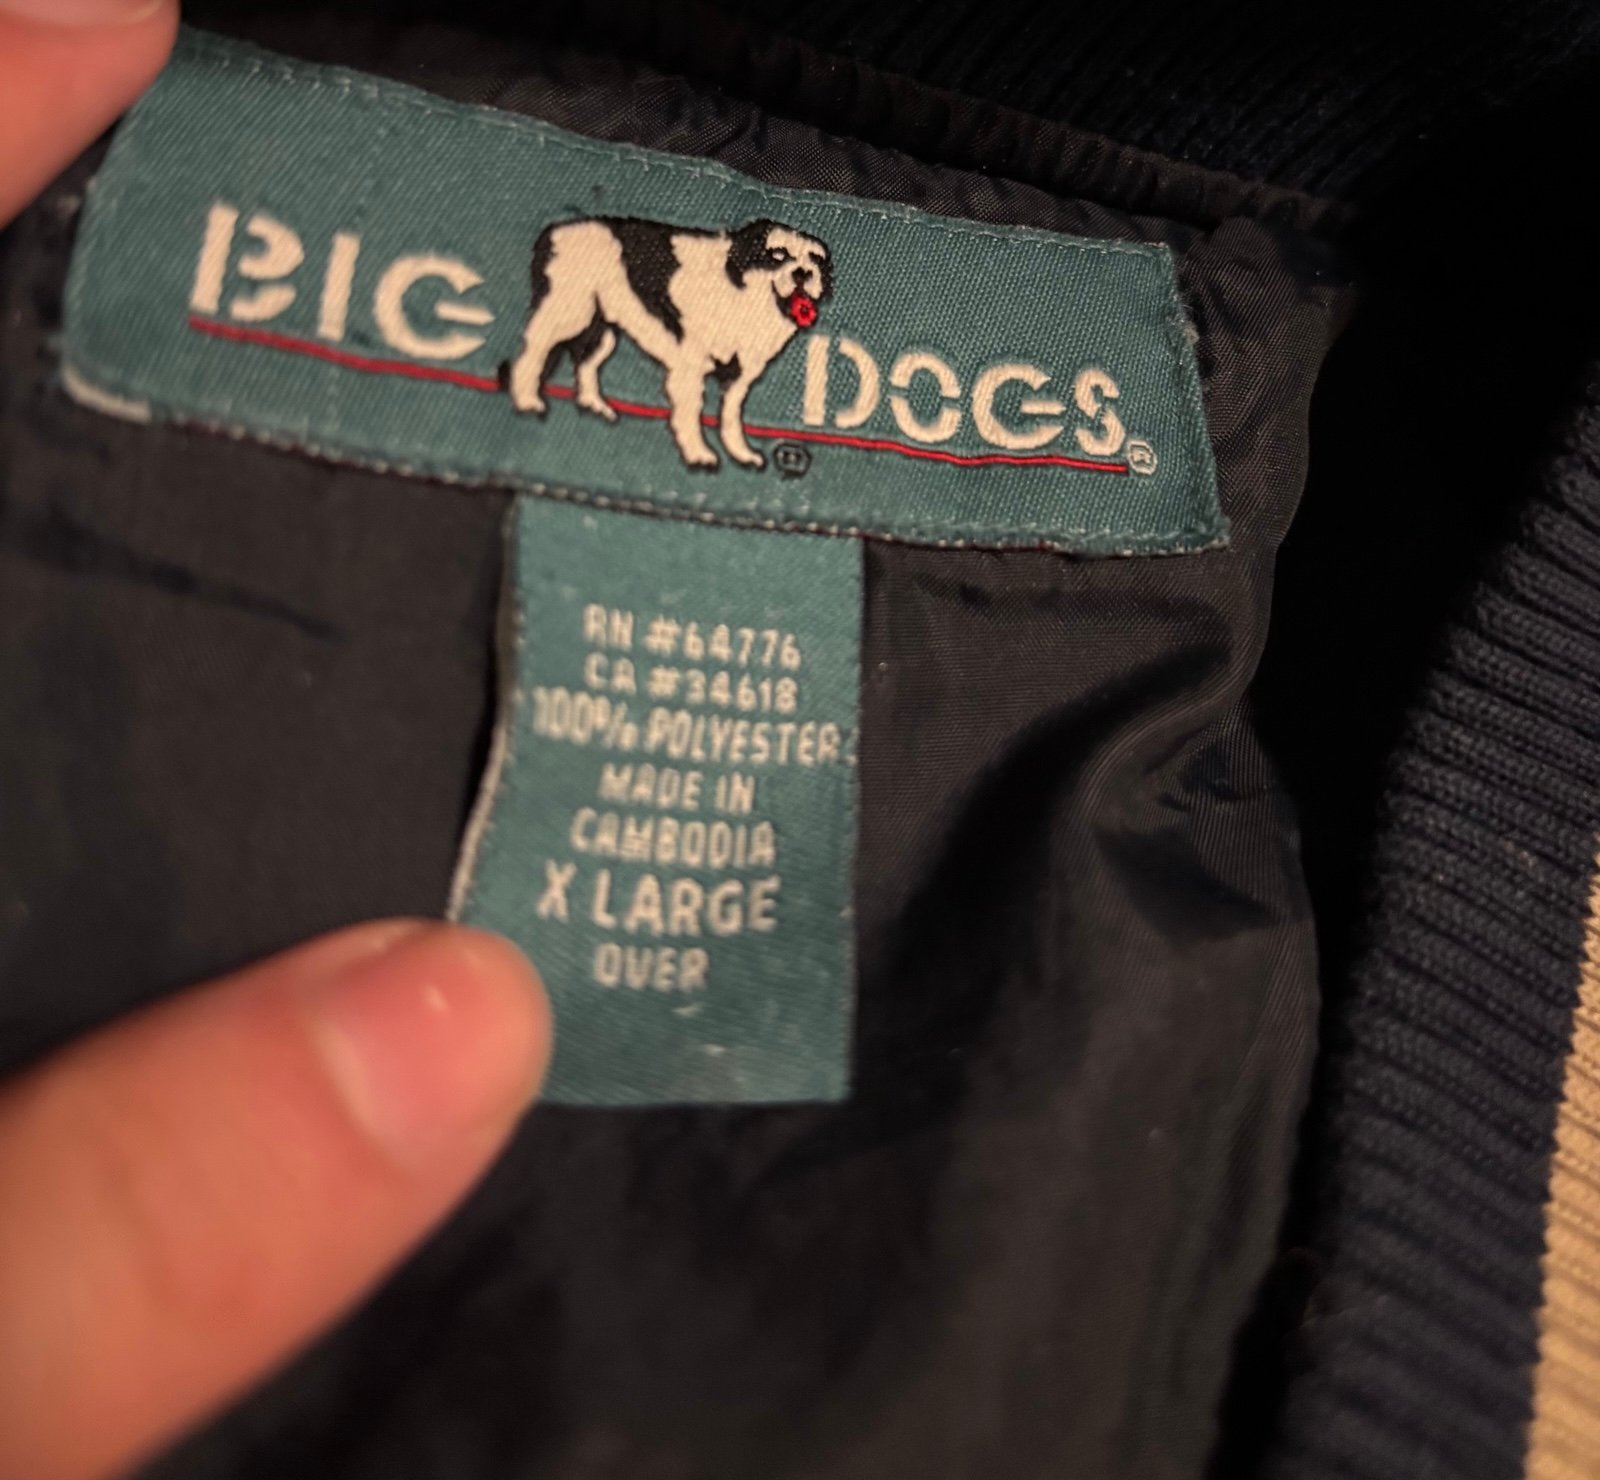 BIG DOGS®
®
RN #64776
CA #34618
100% POLYESTER
MADE IN
CAMBODIA
X LARGE
OVER